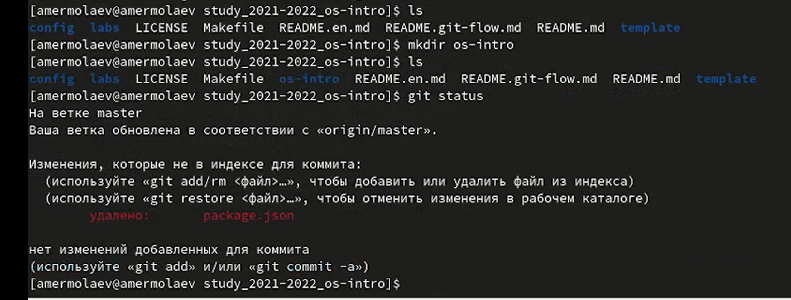 [amermolaev@amermolaev study_2021-2022_os-intro]$ ls
config labs LICENSE Makefile README.en.md README.git-flow.md README.md template
[amermolaev@amermolaev study_2021-2022_os-intro]$ mkdir os-intro
[amermolaev@amermolaev study_2021-2022_os-intro]$ ls
config labs LICENSE Makefile os-intro README.en.md README.git-flow.md README.md template
[amermolaev@amermolaev study_2021-2022_os-intro]$ git status
На ветке master
Ваша ветка обновлена в соответствии с «origin/master».
Изменения, которые не в индексе для коммита:
(используйте «git add/rm <файл>…», чтобы добавить или удалить файл из индекса)
(используйте «git restore <файл>…», чтобы отменить изменения в рабочем каталоге)
удалено: package.json
нет изменений добавленных для коммита
(используйте «git add» и/или «git commit -a»)
[amermolaev@amermolaev study_2021-2022_os-intro]$